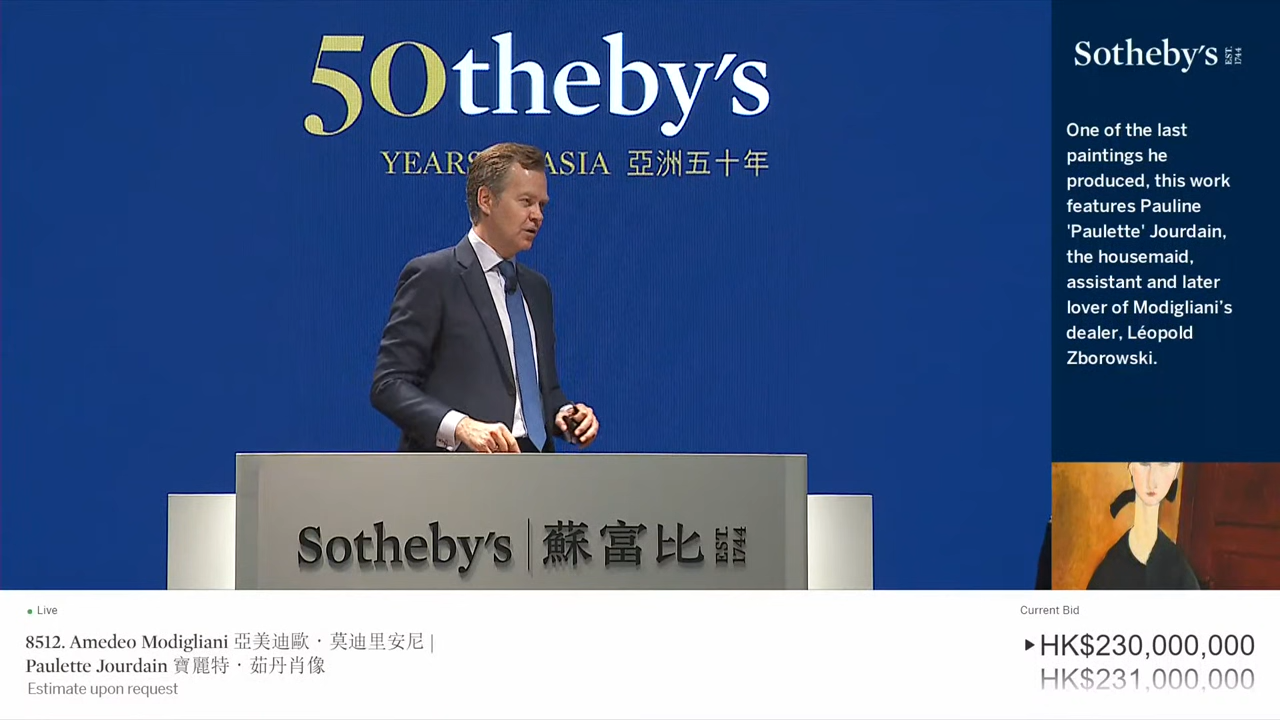 50theby's
YEARS ASIA 亞洲五十年
Sotheby's EST. 1744
One of the last
paintings he
produced, this work
features Pauline
'Paulette' Jourdain,
the housemaid,
assistant and later
lover of Modigliani's
dealer, Léopold
Zborowski.
Sotheby's | 蘇富比 EST. 1744
Live
8512. Amedeo Modigliani 亞美迪歐・莫迪里安尼 |
Paulette Jourdain 寶麗特・茹丹肖像
Estimate upon request
Current Bid
HK$230,000,000
HK$231,000,000